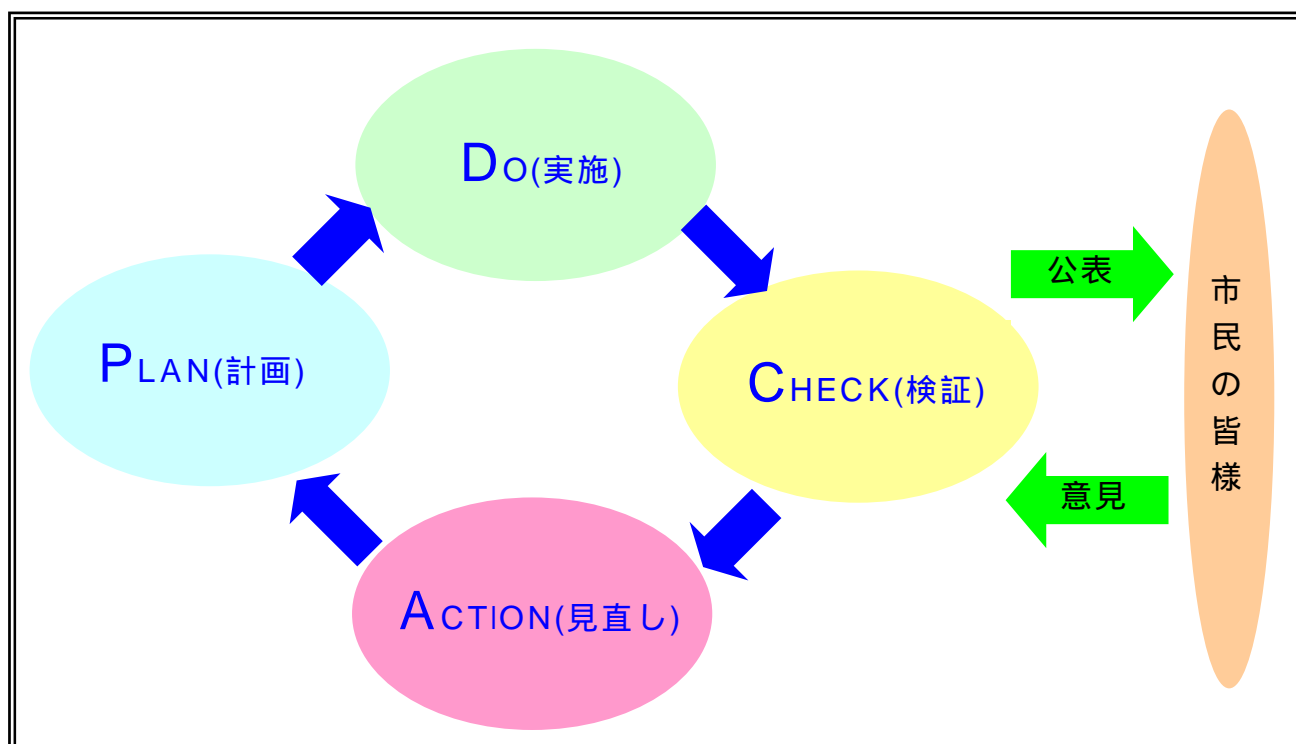 DO(実施)
PLAN(計画)
CHECK(検証)
ACTION(見直し)
公表
意見
市民の皆様